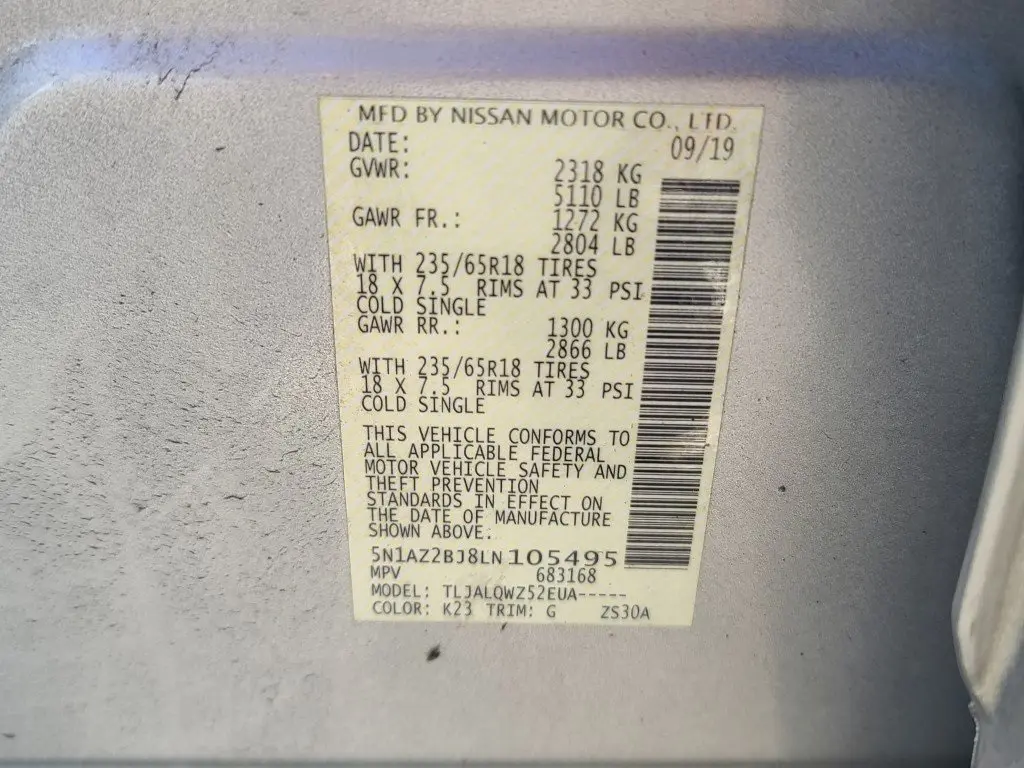 MFD BY NISSAN MOTOR CO., LTD.
DATE: 09/19
GVWR: 2318 KG
5110 LB
GAWR FR.: 1272 KG
2804 LB
WITH 235/65R18 TIRES
18 X 7.5 RIMS AT 33 PSI
COLD SINGLE
GAWR RR.: 1300 KG
2866 LB
WITH 235/65R18 TIRES
18 X 7.5 RIMS AT 33 PSI
COLD SINGLE
THIS VEHICLE CONFORMS TO
ALL APPLICABLE FEDERAL
MOTOR VEHICLE SAFETY AND
THEFT PREVENTION
STANDARDS IN EFFECT ON
THE DATE OF MANUFACTURE
SHOWN ABOVE.
5N1AZ2BJ8LN105495
MPV 683168
MODEL: TLJALQWZ52EUA-----
COLOR: K23 TRIM: G ZS30A